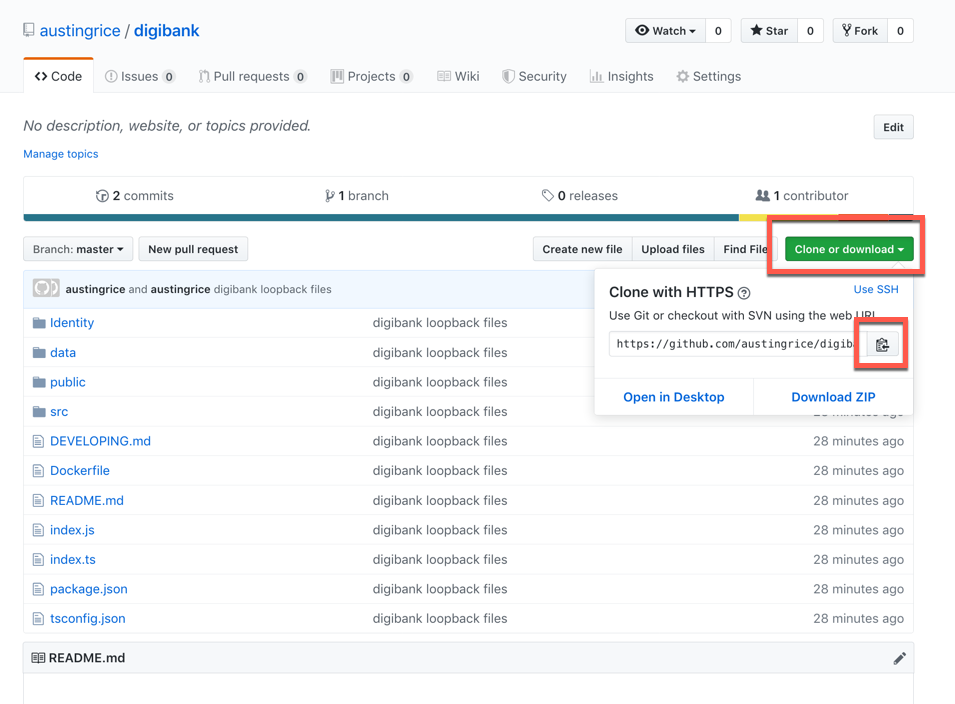 austingrice / digibank
Watch 0 Star 0 Fork 0
Code Issues 0 Pull requests 0 Projects 0 Wiki Security Insights Settings
No description, website, or topics provided.
Edit
Manage topics
2 commits 1 branch 0 releases 1 contributor
Branch: master New pull request Create new file Upload files Find File Clone or download
austingrice and austingrice digibank loopback files
Clone with HTTPS ? Use SSH
Use Git or checkout with SVN using the web URL.
https://github.com/austingrice/digiba
Open in Desktop Download ZIP
Identity digibank loopback files
data digibank loopback files
public digibank loopback files
src digibank loopback files 28 minutes ago
DEVELOPING.md digibank loopback files 28 minutes ago
Dockerfile digibank loopback files 28 minutes ago
README.md digibank loopback files 28 minutes ago
index.js digibank loopback files 28 minutes ago
index.ts digibank loopback files 28 minutes ago
package.json digibank loopback files 28 minutes ago
tsconfig.json digibank loopback files 28 minutes ago
README.md